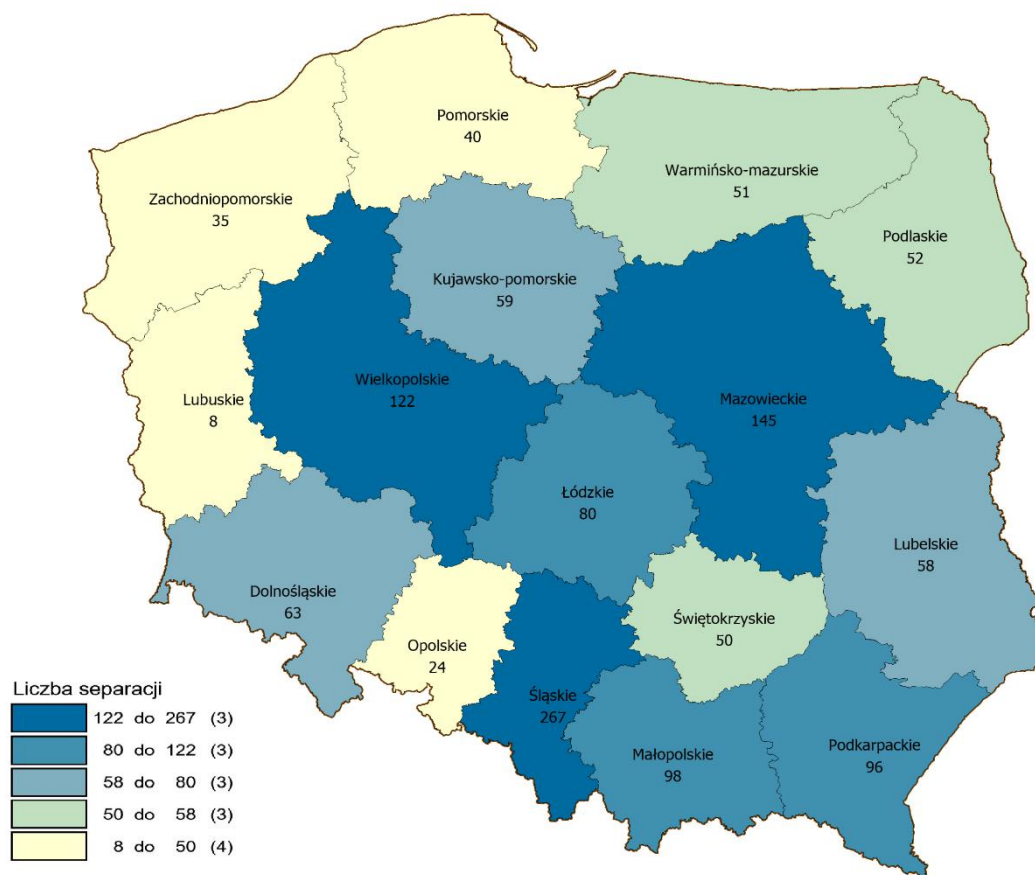 Pomorskie
40
Warmińsko-mazurskie
51
Zachodniopomorskie
35
Podlaskie
52
Kujawsko-pomorskie
59
Wielkopolskie
122
Mazowieckie
145
Lubuskie
8
Łódzkie
80
Lubelskie
58
Dolnośląskie
63
Świętokrzyskie
50
Opolskie
24
Śląskie
267
Małopolskie
98
Podkarpackie
96
Liczba separacji
122 do 267 (3)
80 do 122 (3)
58 do 80 (3)
50 do 58 (3)
8 do 50 (4)